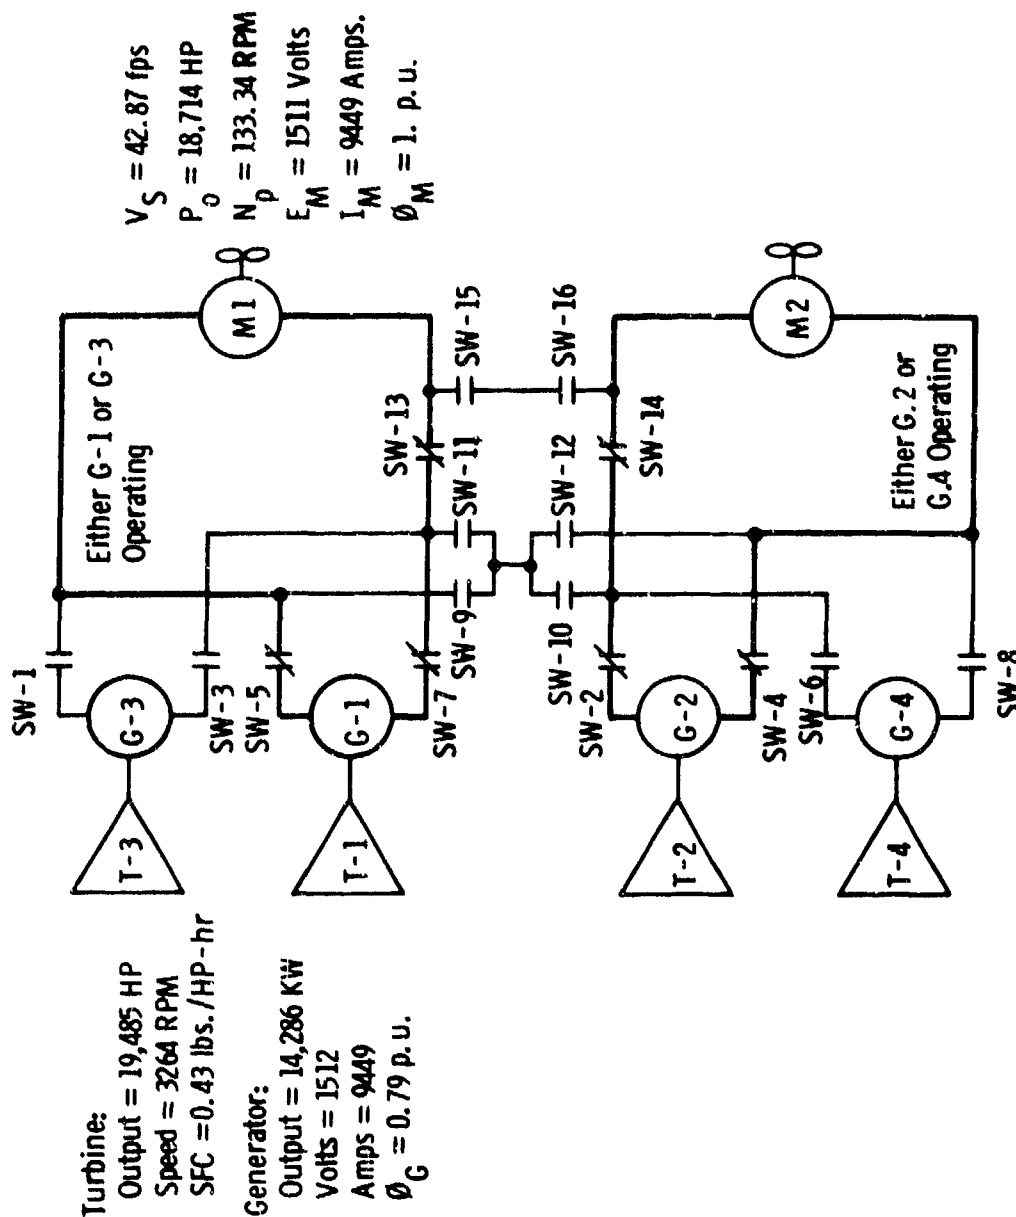 Turbine:
Output = 19,485 HP
Speed = 3264 RPM
SFC = 0.43 lbs./HP-hr
Generator:
Output = 14,286 KW
Volts = 1512
Amps = 9449
Ø_G = 0.79 p.u.
V_S = 42.87 fps
P_o = 18,714 HP
N_p = 133.34 RPM
E_M = 1511 Volts
I_M = 9449 Amps.
Ø_M = 1. p.u.
T-3
T-1
T-2
T-4
G-3
G-1
G-2
G-4
SW-1
SW-3
SW-5
SW-7
SW-9
SW-10
SW-2
SW-4
SW-6
SW-8
Either G-1 or G-3
Operating
SW-13
SW-11
SW-12
SW-14
SW-15
SW-16
Either G.2 or
G.4 Operating
M1
M2